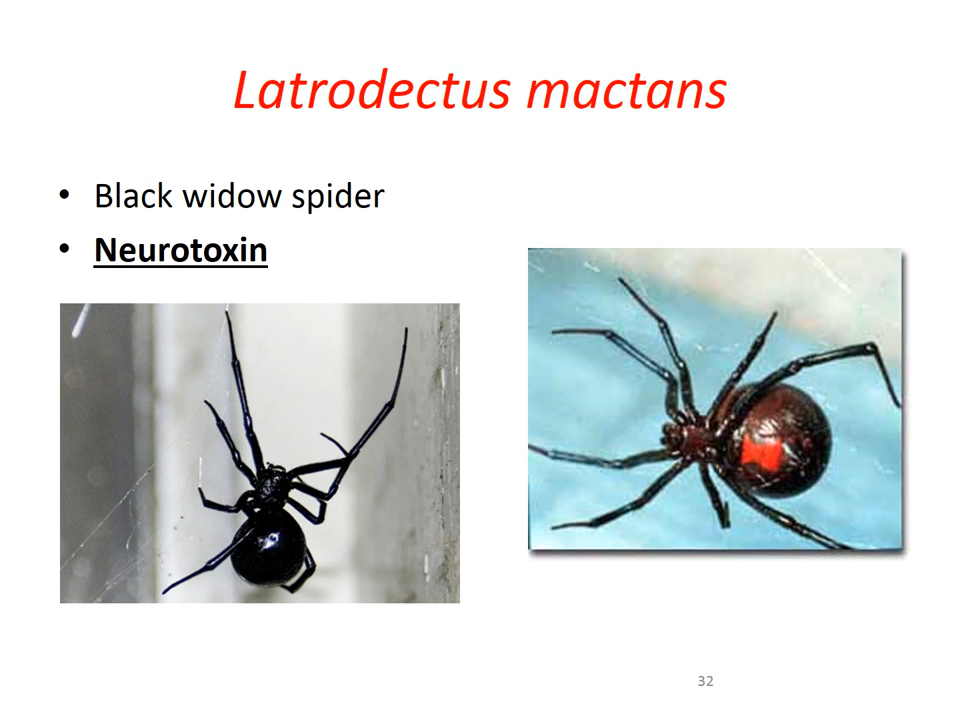 Latrodectus mactans
• Black widow spider
• Neurotoxin
32